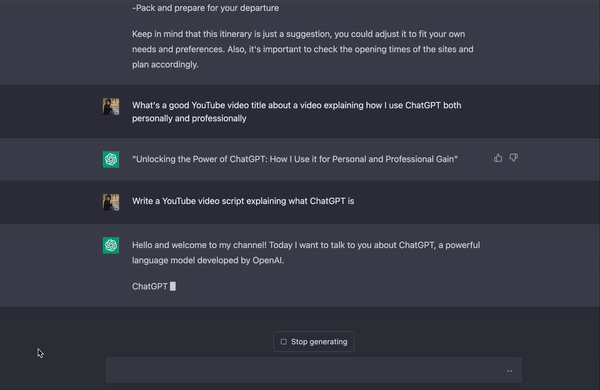 -Pack and prepare for your departure
Keep in mind that this itinerary is just a suggestion, you could adjust it to fit your own
needs and preferences. Also, it's important to check the opening times of the sites and
plan accordingly.
What's a good YouTube video title about a video explaining how I use ChatGPT both
personally and professionally
"Unlocking the Power of ChatGPT: How I Use it for Personal and Professional Gain"
Write a YouTube video script explaining what ChatGPT is
Hello and welcome to my channel! Today I want to talk to you about ChatGPT, a powerful
language model developed by OpenAI.
ChatGPT
Stop generating